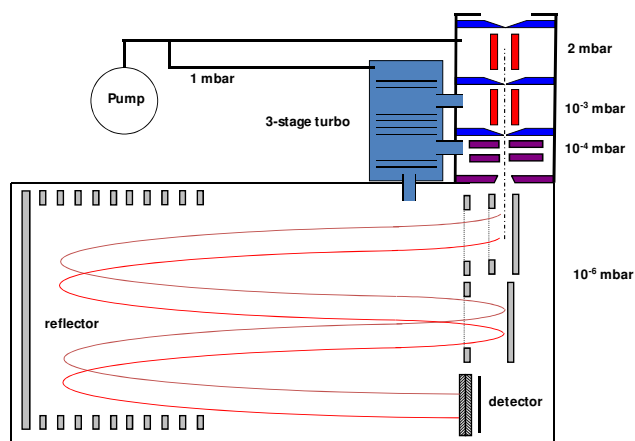 2 mbar
Pump
1 mbar
3-stage turbo
10-3 mbar
10-4 mbar
10-6 mbar
reflector
detector